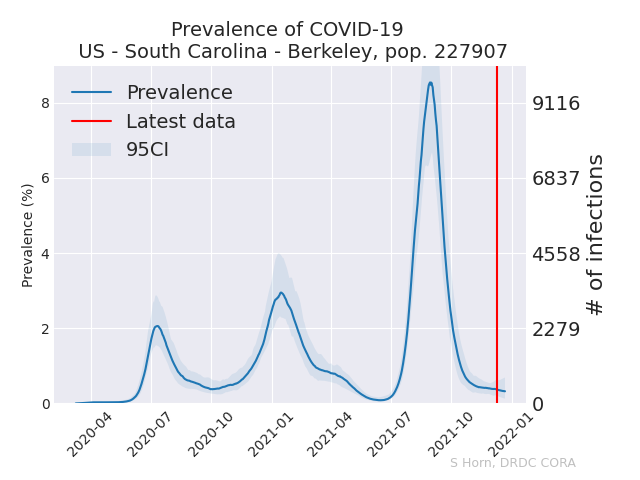 Prevalence of COVID-19
US - South Carolina - Berkeley, pop. 227907
Prevalence
Latest data
95CI
Prevalence (%)
8
6
4
2
0
9116
6837
4558
2279
0
# of infections
2020-04
2020-07
2020-10
2021-01
2021-04
2021-07
2021-10
2022-01
S Horn, DRDC CORA